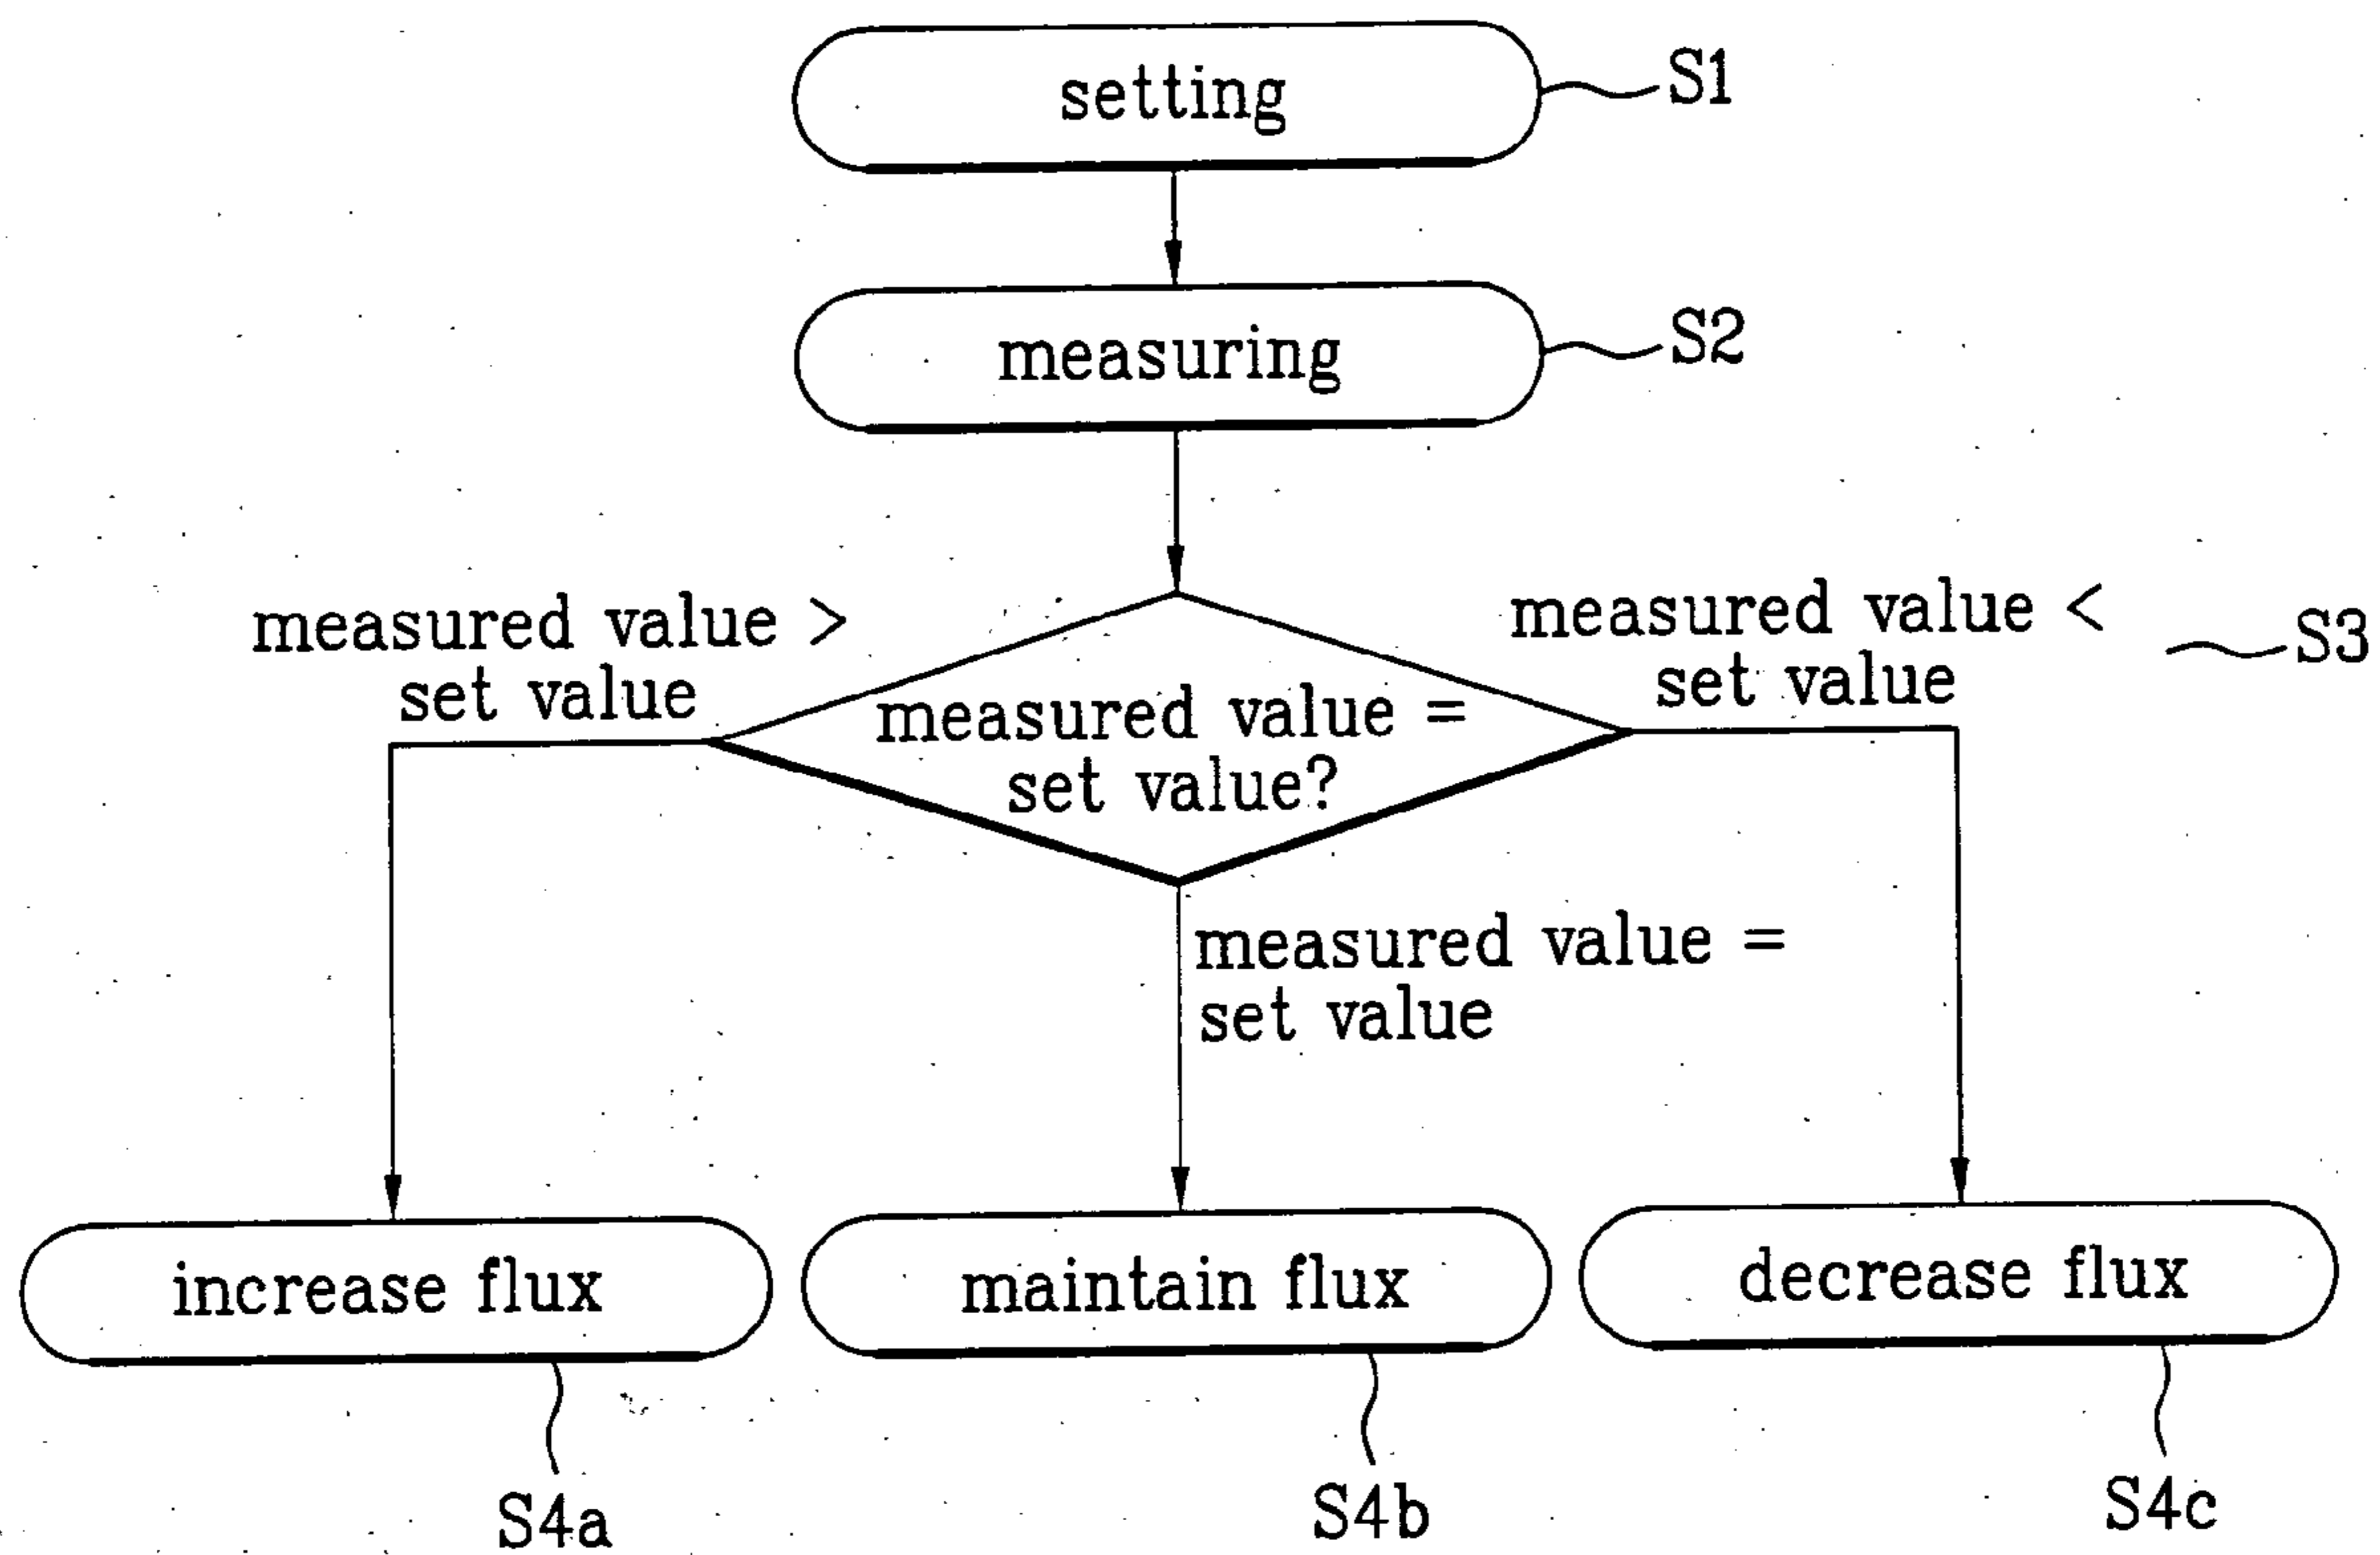 setting
S1
measuring
S2
measured value >
set value
measured value <
set value
S3
measured value =
set value?
measured value =
set value
increase flux
maintain flux
decrease flux
S4a
S4b
S4c